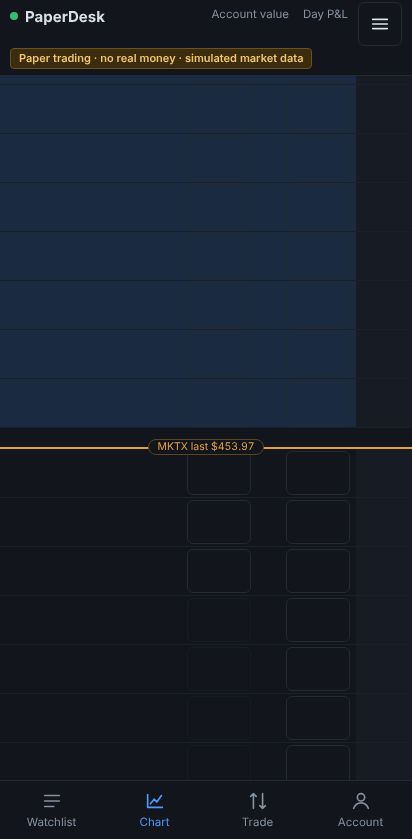 PaperDesk
Account value Day P&L
Paper trading · no real money · simulated market data
MKTX last $453.97
Watchlist Chart Trade Account